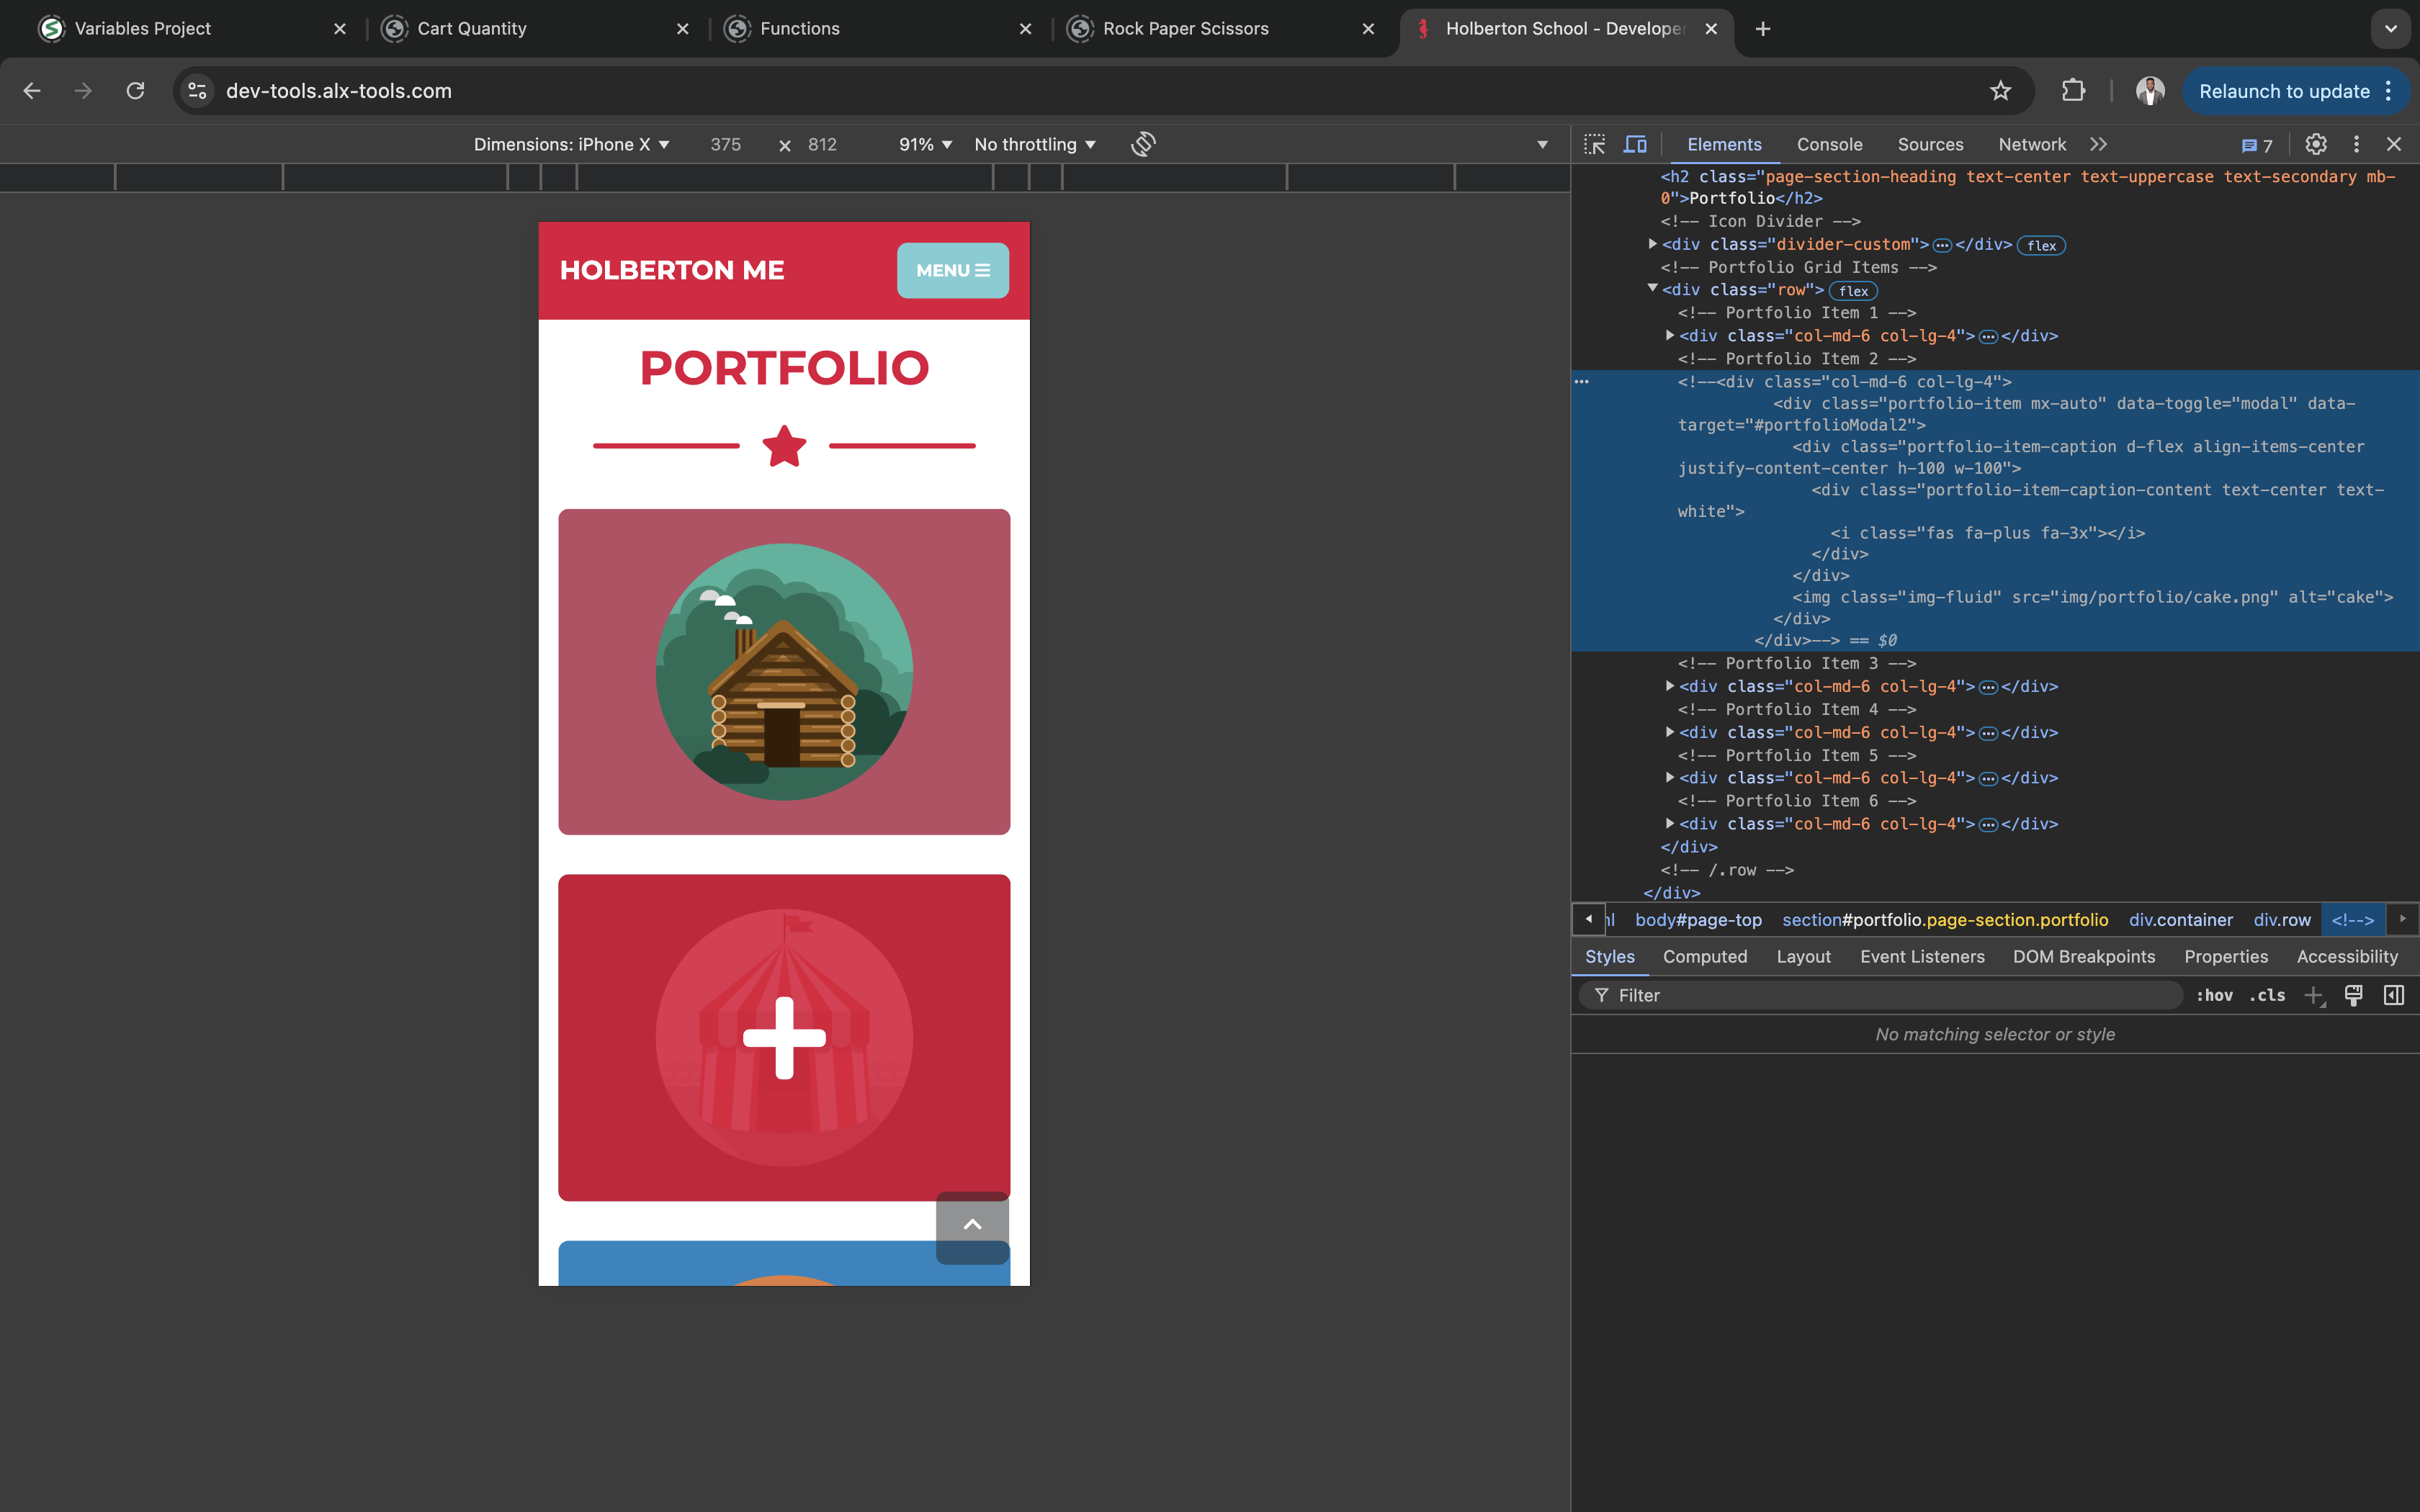 Variables Project
Cart Quantity
Functions
Rock Paper Scissors
Holberton School - Developer
dev-tools.alx-tools.com
Relaunch to update
Dimensions: iPhone X ▼ 375 × 812 91% ▼ No throttling ▼
Elements Console Sources Network 7
HOLBERTON ME
MENU
PORTFOLIO
<h2 class="page-section-heading text-center text-uppercase text-secondary mb-
0">Portfolio</h2>
<!-- Icon Divider -->
<div class="divider-custom">…</div> flex
<!-- Portfolio Grid Items -->
<div class="row"> flex
<!-- Portfolio Item 1 -->
<div class="col-md-6 col-lg-4">…</div>
<!-- Portfolio Item 2 -->
<!--<div class="col-md-6 col-lg-4">
<div class="portfolio-item mx-auto" data-toggle="modal" data-
target="#portfolioModal2">
<div class="portfolio-item-caption d-flex align-items-center
justify-content-center h-100 w-100">
<div class="portfolio-item-caption-content text-center text-
white">
<i class="fas fa-plus fa-3x"></i>
</div>
</div>
<img class="img-fluid" src="img/portfolio/cake.png" alt="cake">
</div>
</div>--> == $0
<!-- Portfolio Item 3 -->
<div class="col-md-6 col-lg-4">…</div>
<!-- Portfolio Item 4 -->
<div class="col-md-6 col-lg-4">…</div>
<!-- Portfolio Item 5 -->
<div class="col-md-6 col-lg-4">…</div>
<!-- Portfolio Item 6 -->
<div class="col-md-6 col-lg-4">…</div>
</div>
<!-- /.row -->
</div>
body#page-top section#portfolio.page-section.portfolio div.container div.row <!-->
Styles Computed Layout Event Listeners DOM Breakpoints Properties Accessibility
Filter :hov .cls
No matching selector or style